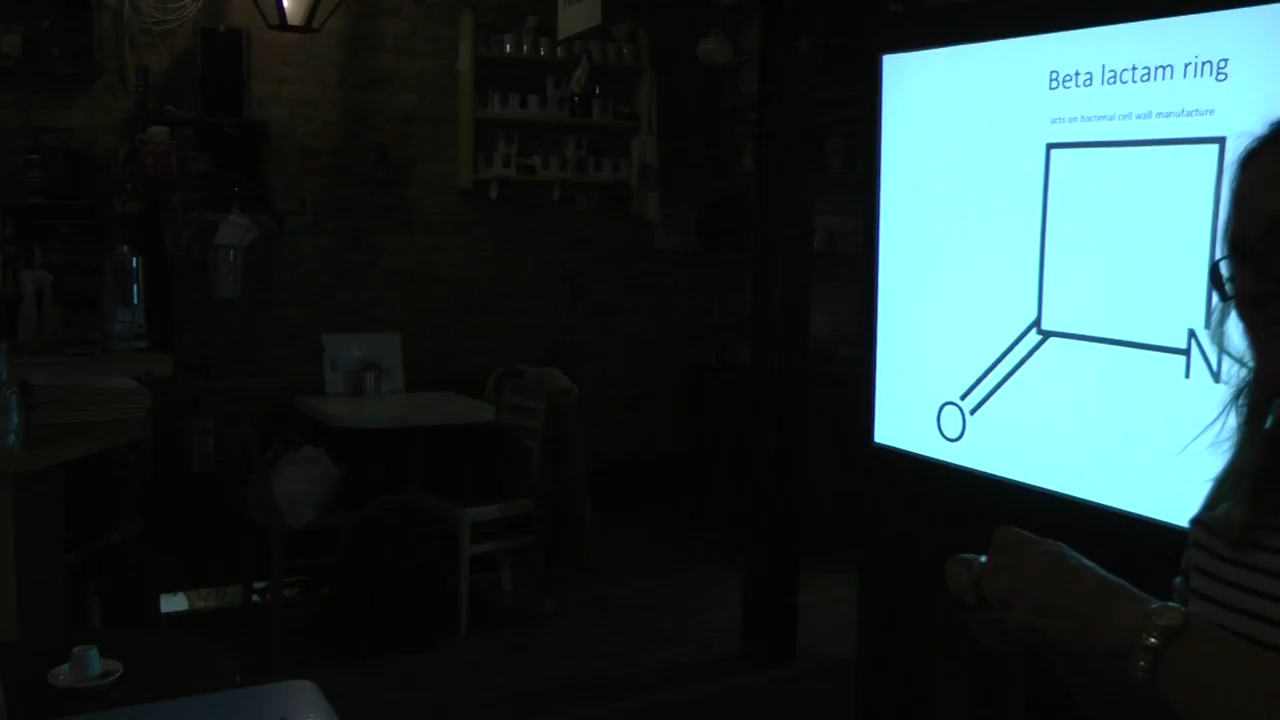 Beta lactam ring
acts on bacterial cell wall manufacture
N
O